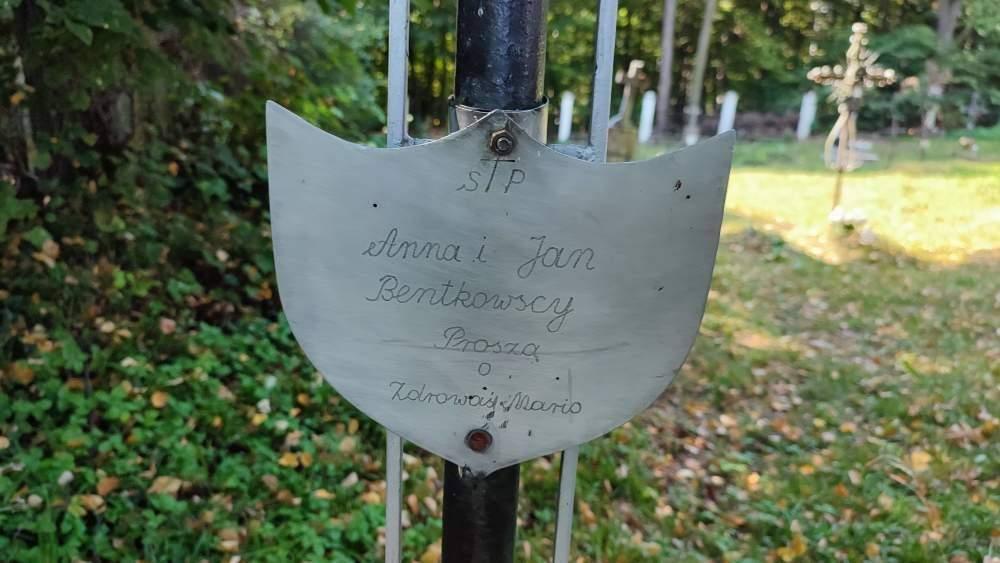 S†P
Anna i Jan
Bentkowscy
Proszą
o
Zdrowaś Mario